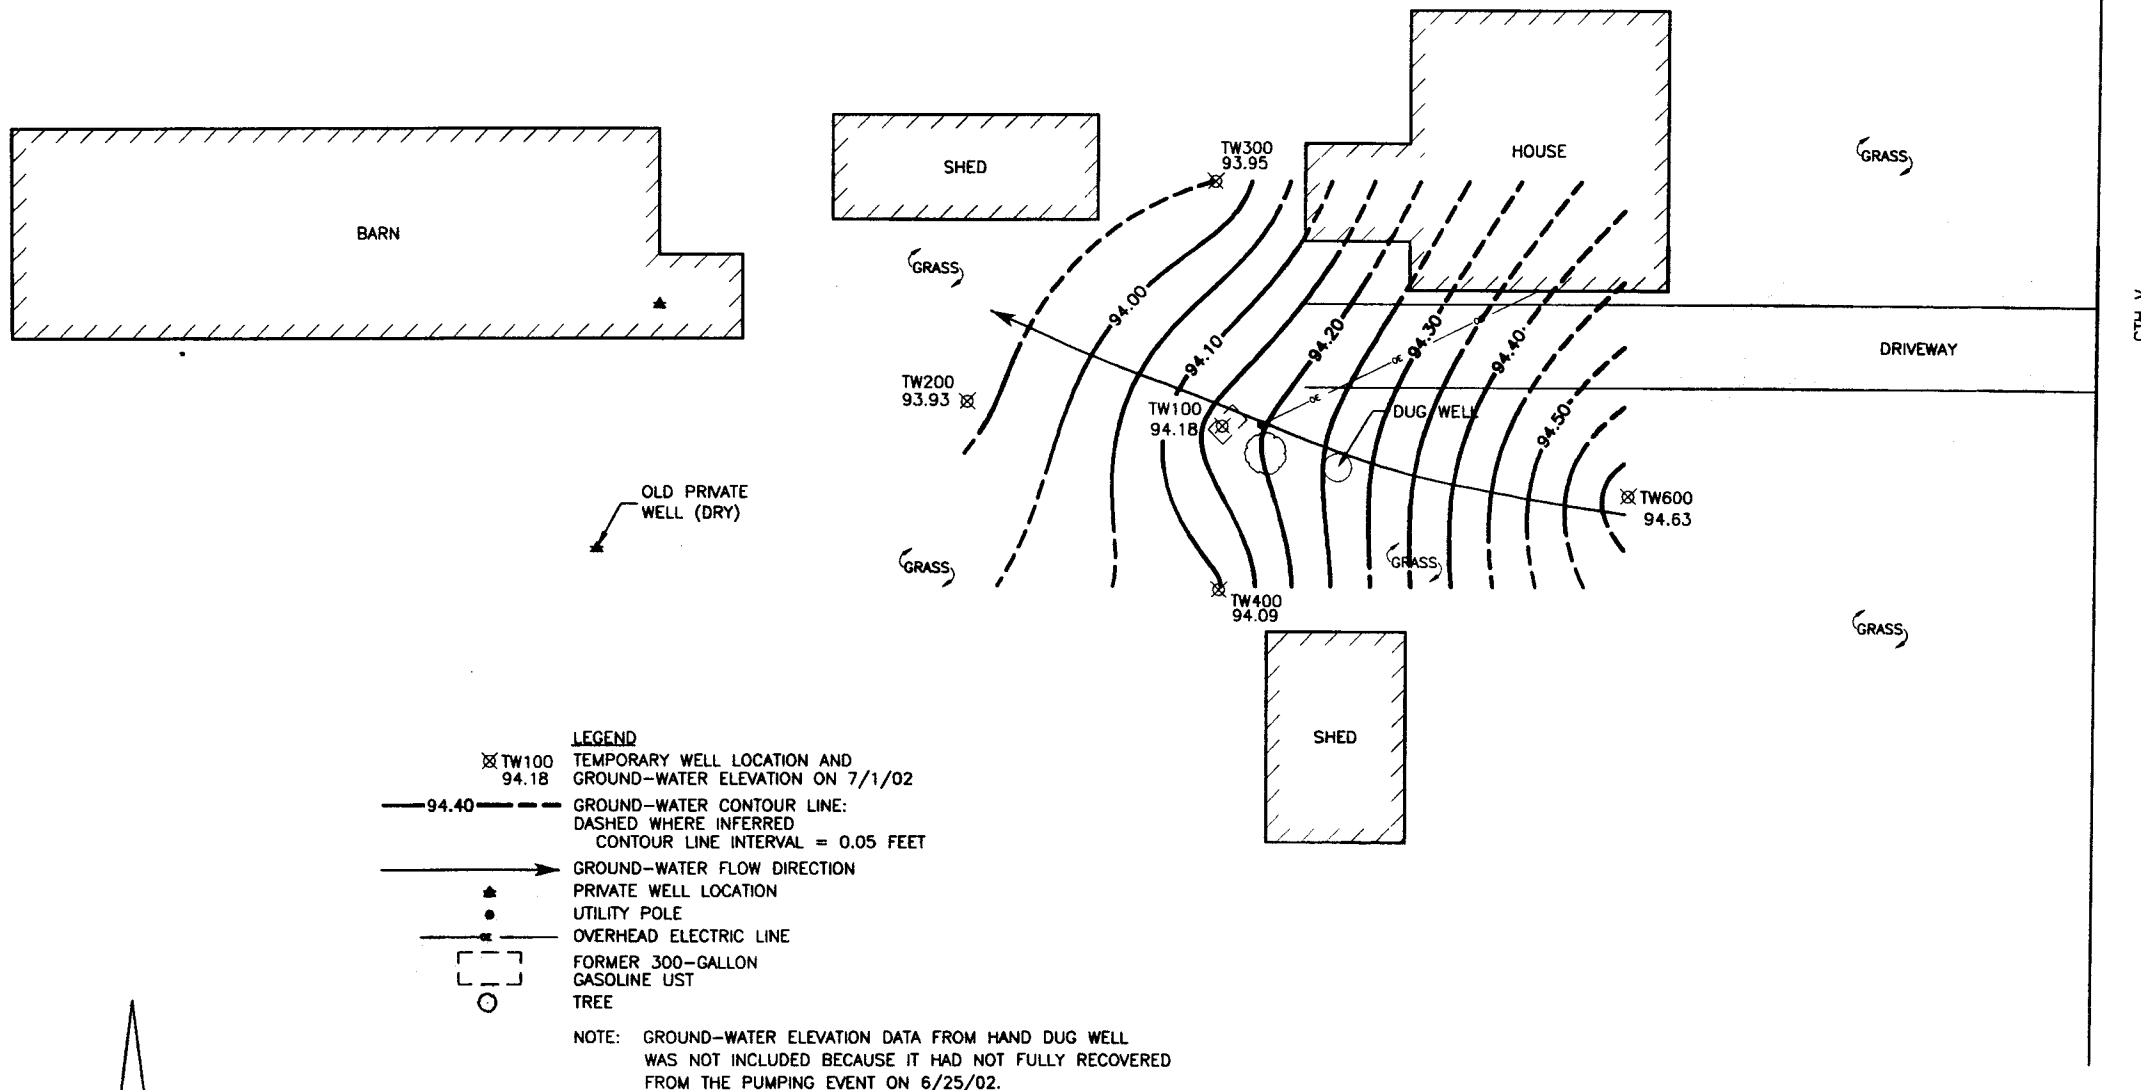 HOUSE
TW300
93.95
SHED
GRASS
BARN
GRASS
94.00
94.10
94.20
94.30
94.40
94.50
DRIVEWAY
TW200
93.93
TW100
94.18
OE
OE
OE
DUG WELL
OLD PRIVATE
WELL (DRY)
TW600
94.63
GRASS
GRASS
TW400
94.09
GRASS
SHED
LEGEND
TW100 TEMPORARY WELL LOCATION AND
94.18 GROUND-WATER ELEVATION ON 7/1/02
94.40 GROUND-WATER CONTOUR LINE:
DASHED WHERE INFERRED
CONTOUR LINE INTERVAL = 0.05 FEET
GROUND-WATER FLOW DIRECTION
PRIVATE WELL LOCATION
UTILITY POLE
OE OVERHEAD ELECTRIC LINE
FORMER 300-GALLON
GASOLINE UST
TREE
NOTE: GROUND-WATER ELEVATION DATA FROM HAND DUG WELL
WAS NOT INCLUDED BECAUSE IT HAD NOT FULLY RECOVERED
FROM THE PUMPING EVENT ON 6/25/02.